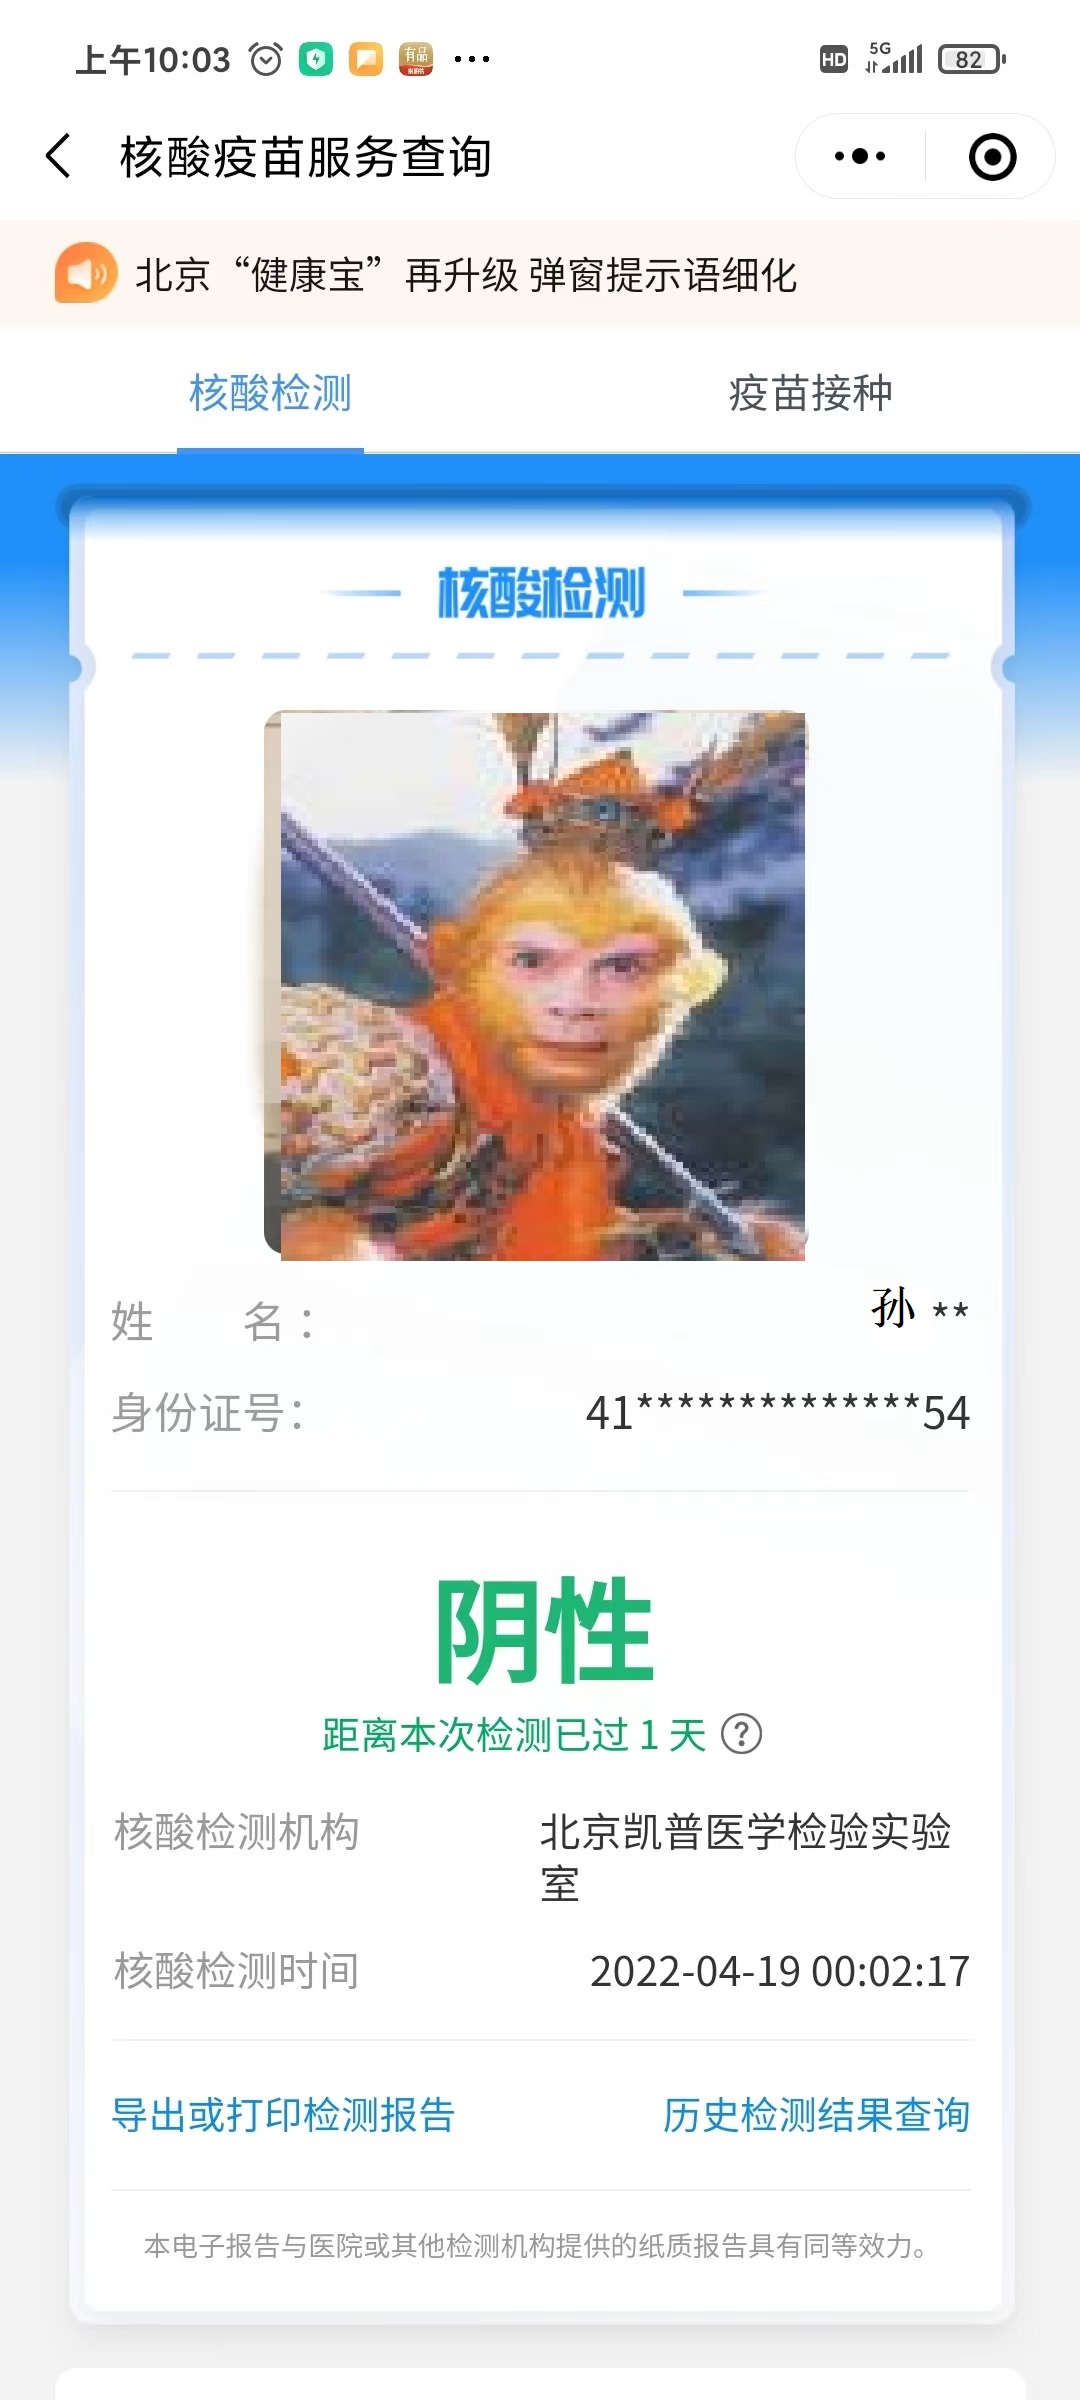 上午10:03
有品
HD 5G 82
核酸疫苗服务查询
北京“健康宝”再升级 弹窗提示语细化
核酸检测 疫苗接种
核酸检测
姓 名： 孙 **
身份证号： 41**************54
阴性
距离本次检测已过 1 天 ?
核酸检测机构 北京凯普医学检验实验
室
核酸检测时间 2022-04-19 00:02:17
导出或打印检测报告 历史检测结果查询
本电子报告与医院或其他检测机构提供的纸质报告具有同等效力。